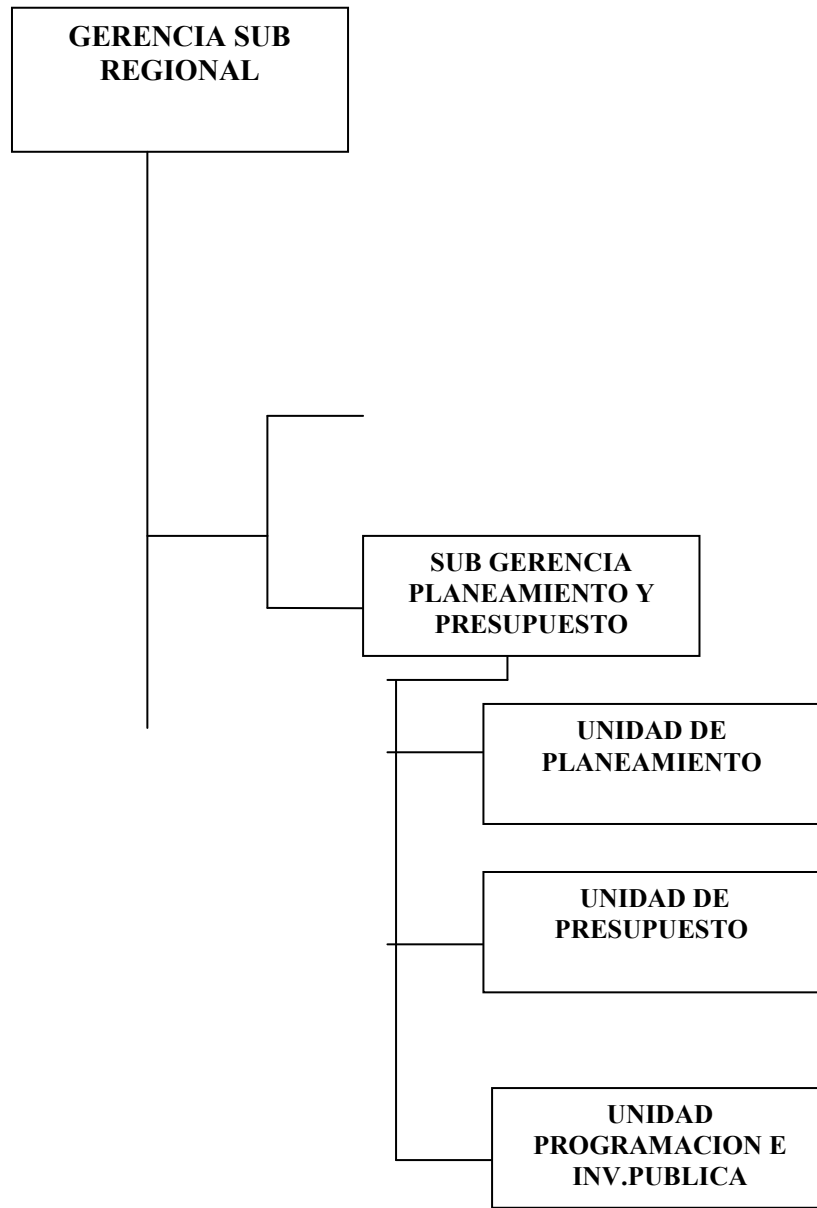 GERENCIA SUB
REGIONAL
SUB GERENCIA
PLANEAMIENTO Y
PRESUPUESTO
UNIDAD DE
PLANEAMIENTO
UNIDAD DE
PRESUPUESTO
UNIDAD
PROGRAMACION E
INV.PUBLICA